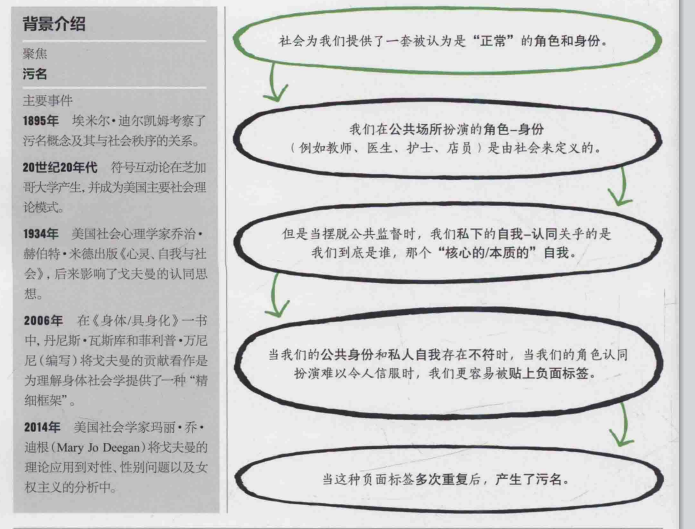 背景介绍
聚焦
污名
主要事件
1895年 埃米尔·迪尔凯姆考察了
污名概念及其与社会秩序的关系。
20世纪20年代 符号互动论在芝加
哥大学产生，并成为美国主要社会理
论模式。
1934年 美国社会心理学家乔治·
赫伯特·米德出版《心灵、自我与社
会》，后来影响了戈夫曼的认同思
想。
2006年 在《身体/具身化》一书
中，丹尼斯·瓦斯库和菲利普·万尼
尼（编写）将戈夫曼的贡献看作是
为理解身体社会学提供了一种“精
细框架”。
2014年 美国社会学家玛丽·乔·
迪根（Mary Jo Deegan）将戈夫曼的
理论应用到对性、性别问题以及女
权主义的分析中。
社会为我们提供了一套被认为是“正常”的角色和身份。
我们在公共场所扮演的角色–身份
（例如教师、医生、护士、店员）是由社会来定义的。
但是当摆脱公共监督时，我们私下的自我–认同关乎的是
我们到底是谁，那个“核心的/本质的”自我。
当我们的公共身份和私人自我存在不符时，当我们的角色认同
扮演难以令人信服时，我们更容易被贴上负面标签。
当这种负面标签多次重复后，产生了污名。